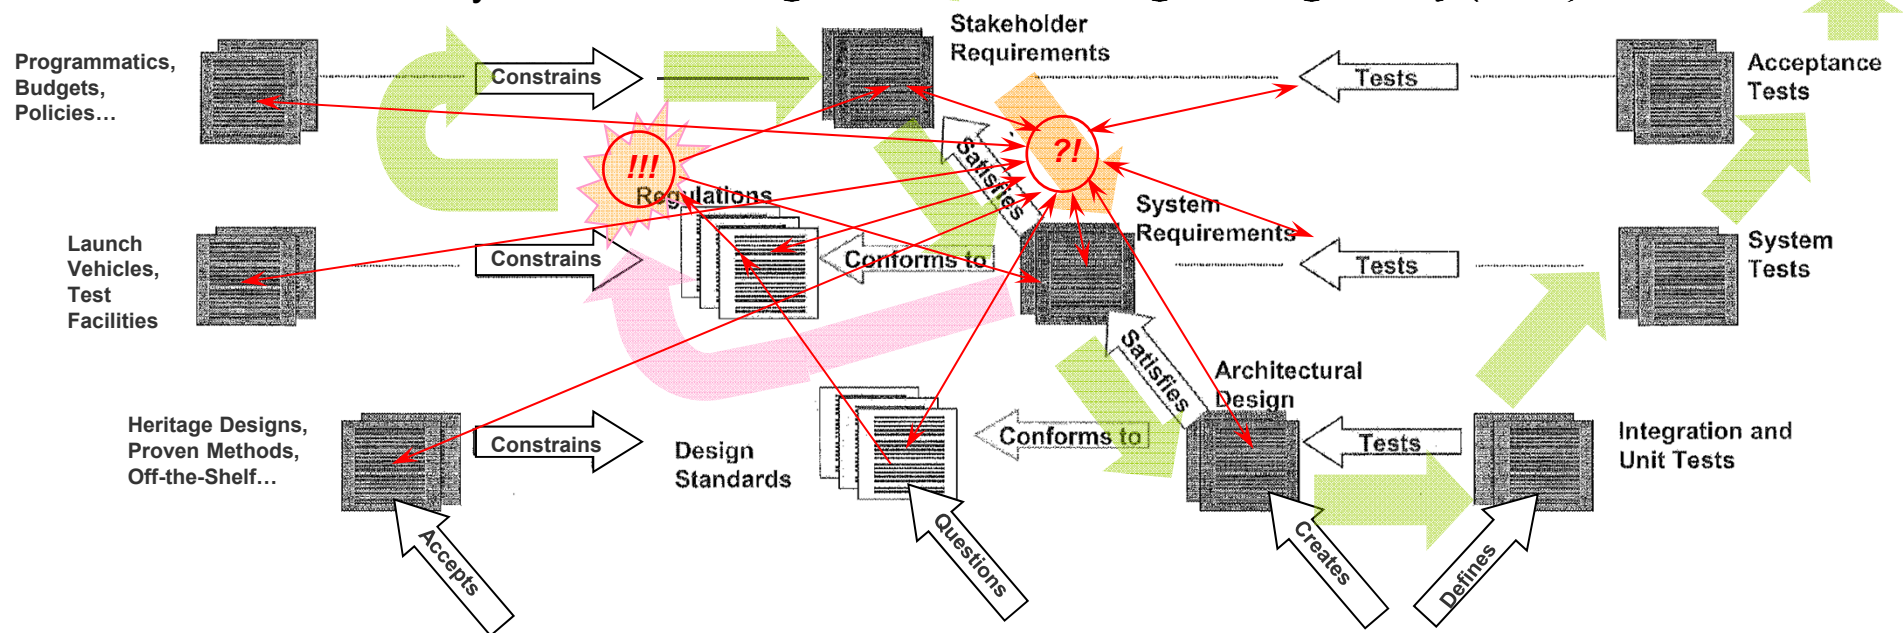 Stakeholder
Requirements
Programmatics,
Budgets,
Policies…
Constrains
Tests
Acceptance
Tests
!!!
?!
Satisfies
Regulations
System
Requirements
Launch
Vehicles,
Test
Facilities
Constrains
Conforms to
Tests
System
Tests
Satisfies
Architectural
Design
Heritage Designs,
Proven Methods,
Off-the-Shelf…
Constrains
Design
Standards
Conforms to
Tests
Integration and
Unit Tests
Accepts
Questions
Creates
Defines